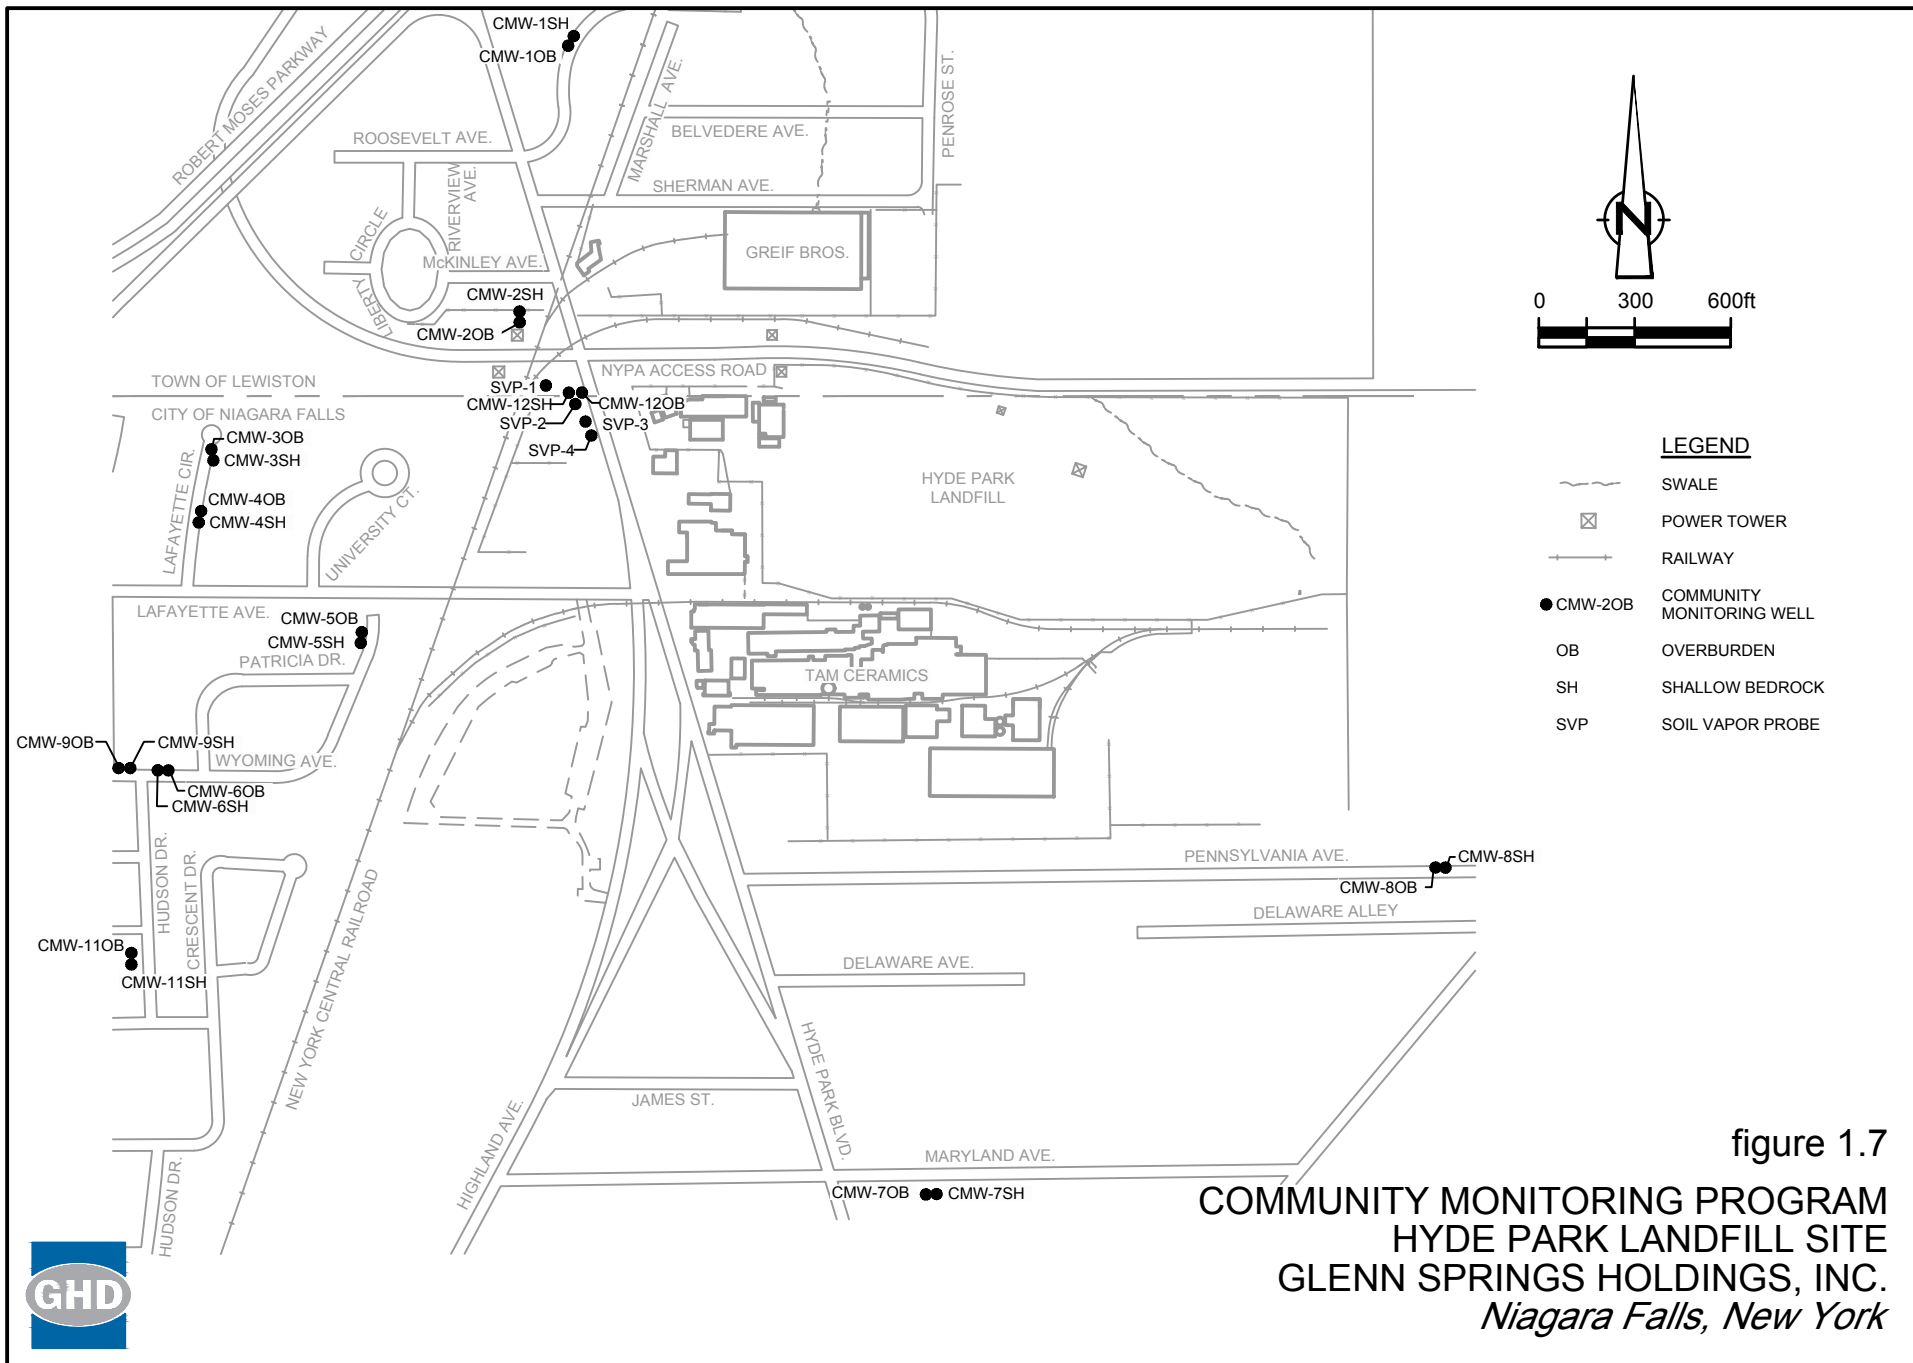 CMW-1SH
CMW-1OB
ROBERT MOSES PARKWAY
ROOSEVELT AVE.
RIVERVIEW
AVE.
MARSHALL AVE.
BELVEDERE AVE.
PENROSE ST.
SHERMAN AVE.
LIBERTY CIRCLE
McKINLEY AVE.
GREIF BROS.
CMW-2SH
CMW-2OB
N
0 300 600ft
NYPA ACCESS ROAD
TOWN OF LEWISTON
CITY OF NIAGARA FALLS
SVP-1
CMW-12SH
CMW-12OB
SVP-2
SVP-3
SVP-4
CMW-3OB
CMW-3SH
LAFAYETTE CIR.
CMW-4OB
CMW-4SH
UNIVERSITY CT.
HYDE PARK
LANDFILL
LEGEND
SWALE
POWER TOWER
RAILWAY
CMW-2OB COMMUNITY
MONITORING WELL
OB OVERBURDEN
SH SHALLOW BEDROCK
SVP SOIL VAPOR PROBE
LAFAYETTE AVE.
CMW-5OB
CMW-5SH
PATRICIA DR.
TAM CERAMICS
CMW-9OB
CMW-9SH
WYOMING AVE.
CMW-6OB
CMW-6SH
HUDSON DR.
CRESCENT DR.
NEW YORK CENTRAL RAILROAD
PENNSYLVANIA AVE.
CMW-8SH
CMW-8OB
DELAWARE ALLEY
CMW-11OB
CMW-11SH
DELAWARE AVE.
HYDE PARK BLVD.
JAMES ST.
HIGHLAND AVE.
MARYLAND AVE.
HUDSON DR.
CMW-7OB
CMW-7SH
figure 1.7
COMMUNITY MONITORING PROGRAM
HYDE PARK LANDFILL SITE
GLENN SPRINGS HOLDINGS, INC.
Niagara Falls, New York
GHD